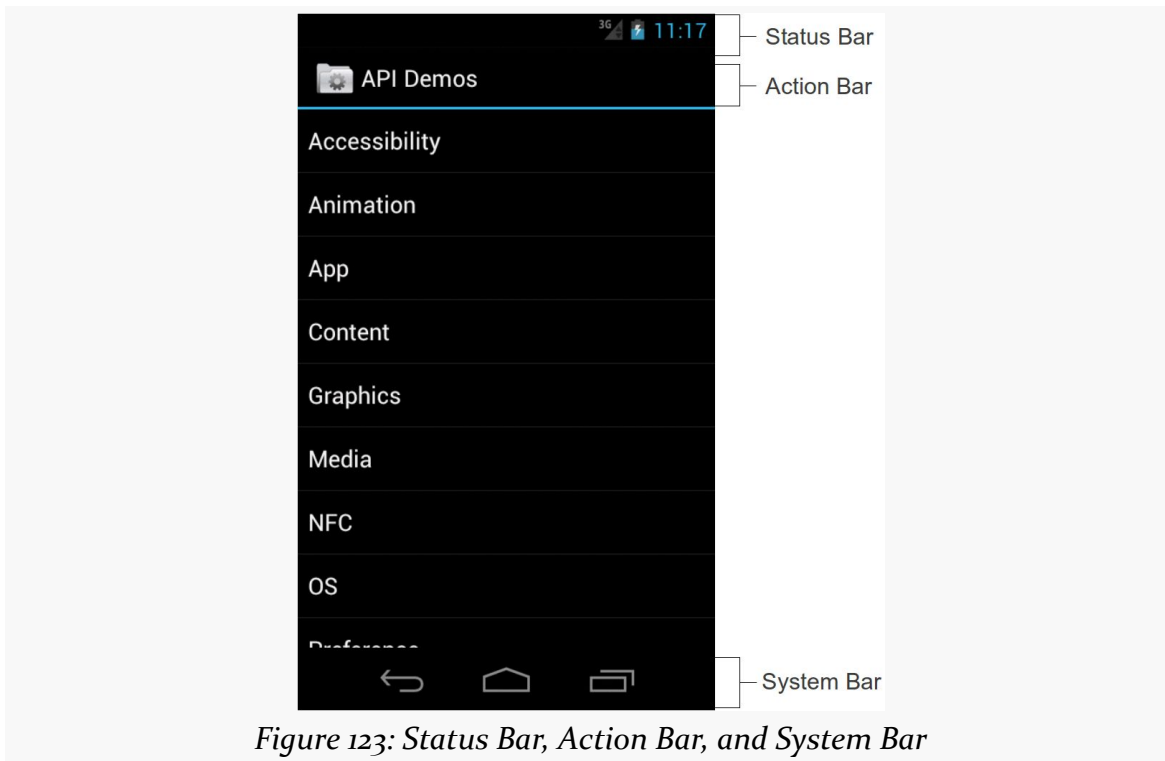 3G 11:17
Status Bar
API Demos
Action Bar
Accessibility
Animation
App
Content
Graphics
Media
NFC
OS
Preference
System Bar
Figure 123: Status Bar, Action Bar, and System Bar